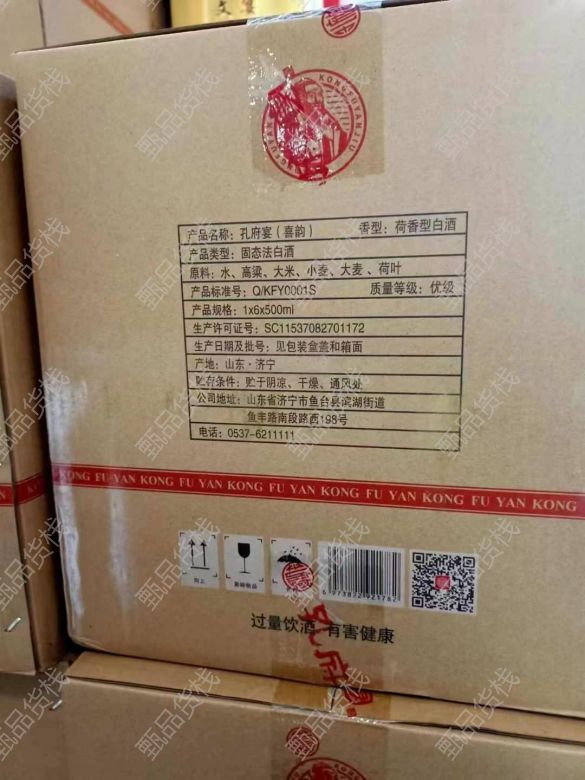 KONGFUYANJIU
产品名称：孔府宴（喜韵） 香型：荷香型白酒
产品类型：固态法白酒
原料：水、高粱、大米、小麦、大麦、荷叶
产品标准号：Q/KFY0001S 质量等级：优级
产品规格：1x6x500ml
生产许可证号：SC11537082701172
生产日期及批号：见包装盒盖和箱面
产地：山东·济宁
贮存条件：贮于阴凉、干燥、通风处
公司地址：山东省济宁市鱼台县滨湖街道
鱼丰路南段路西198号
电话：0537-6211111
KONG FU YAN KONG FU YAN KONG FU YAN KONG FU YAN KONG
向上
易碎物品
过量饮酒 有害健康
甄品货栈